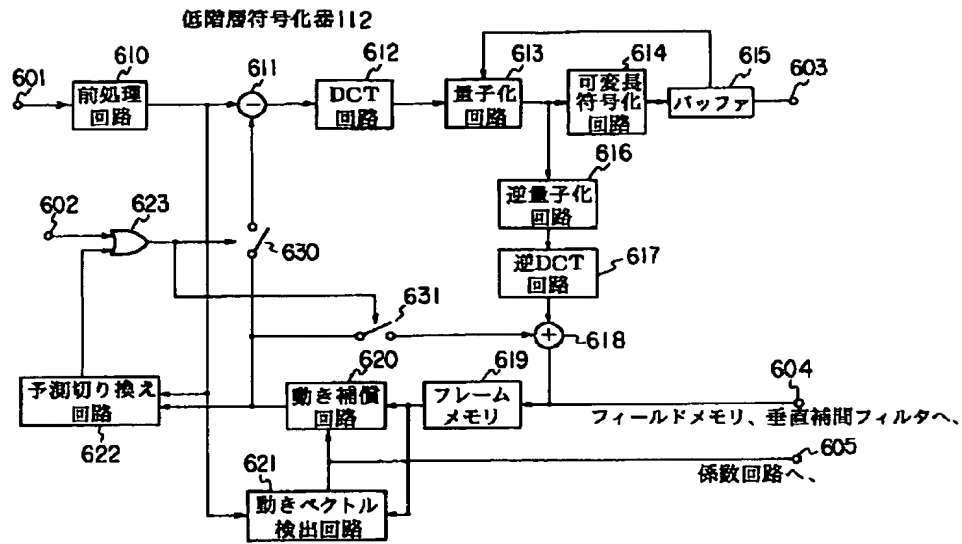 低階層符号化器112
601
610
前処理
回路
611
612
DCT
回路
613
量子化
回路
614
可変長
符号化
回路
615
バッファ
603
616
逆量子化
回路
617
逆DCT
回路
602
623
630
631
618
+
−
604
フィールドメモリ、垂直補間フィルタへ、
605
係数回路へ、
619
フレーム
メモリ
620
動き補償
回路
予測切り換え
回路
622
621
動きベクトル
検出回路